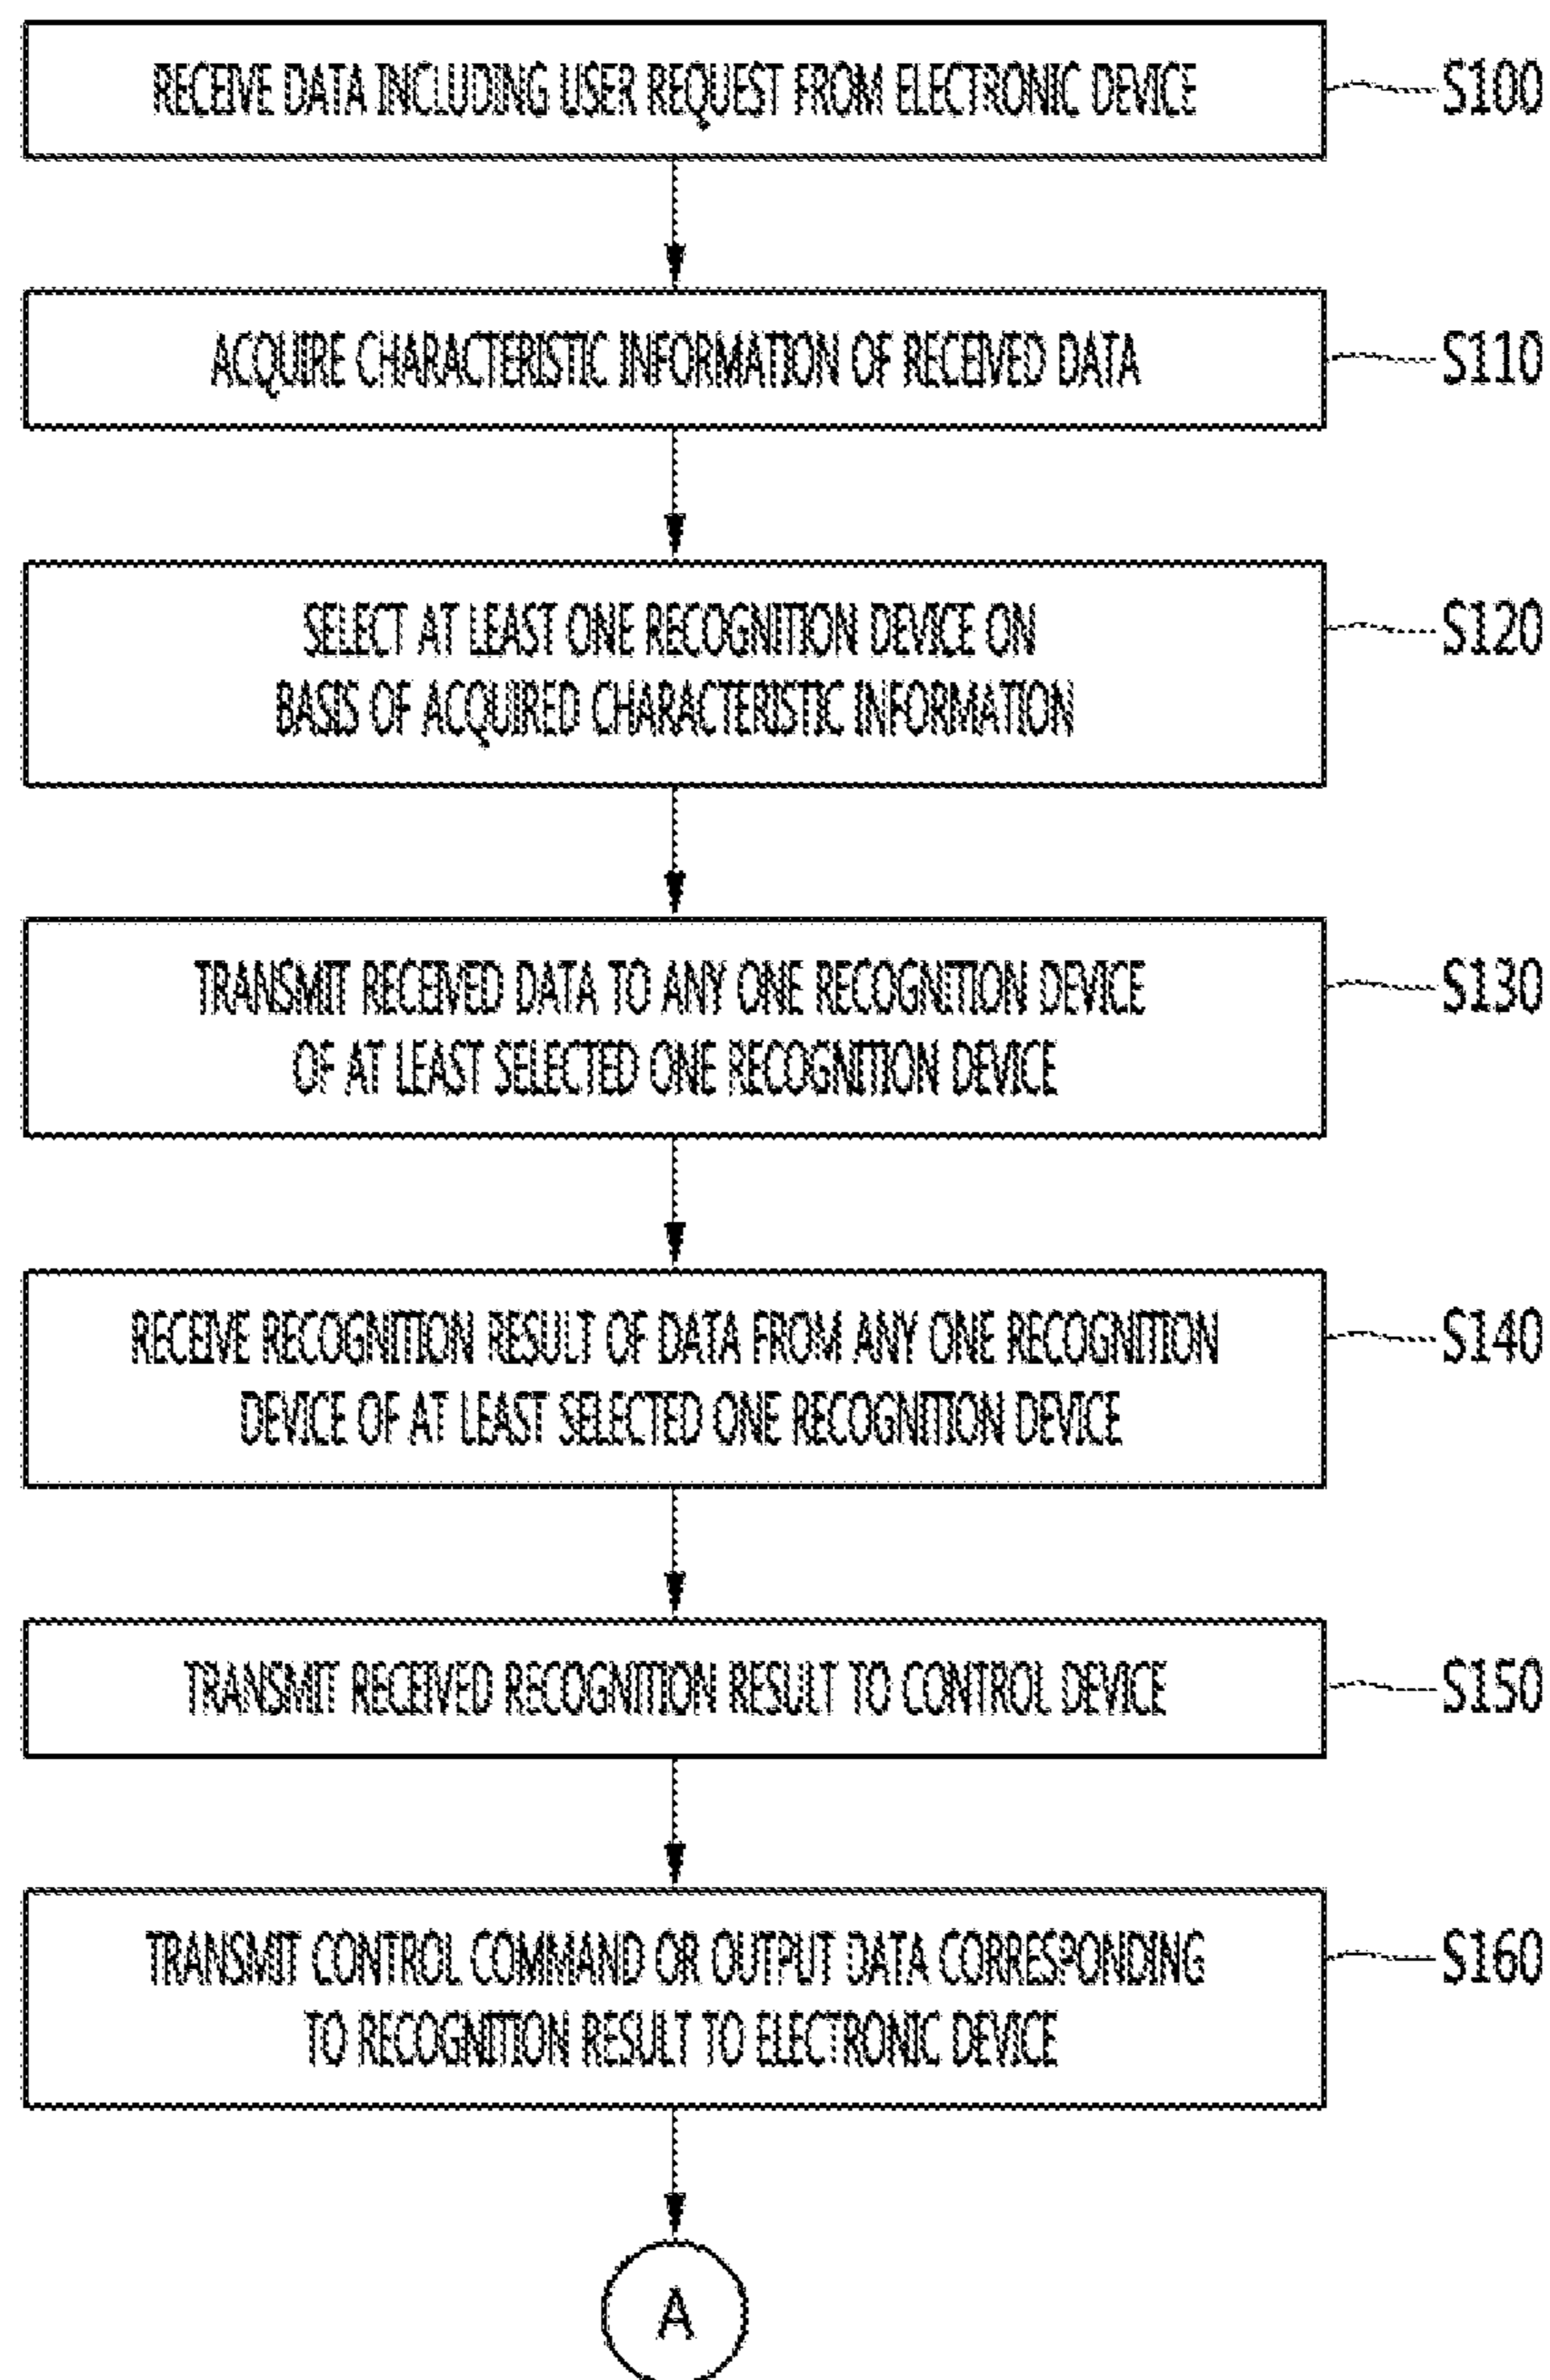 RECEIVE DATA INCLUDING USER REQUEST FROM ELECTRONIC DEVICE
S100
ACQUIRE CHARACTERISTIC INFORMATION OF RECEIVED DATA
S110
SELECT AT LEAST ONE RECOGNITION DEVICE ON
BASIS OF ACQUIRED CHARACTERISTIC INFORMATION
S120
TRANSMIT RECEIVED DATA TO ANY ONE RECOGNITION DEVICE
OF AT LEAST SELECTED ONE RECOGNITION DEVICE
S130
RECEIVE RECOGNITION RESULT OF DATA FROM ANY ONE RECOGNITION
DEVICE OF AT LEAST SELECTED ONE RECOGNITION DEVICE
S140
TRANSMIT RECEIVED RECOGNITION RESULT TO CONTROL DEVICE
S150
TRANSMIT CONTROL COMMAND OR OUTPUT DATA CORRESPONDING
TO RECOGNITION RESULT TO ELECTRONIC DEVICE
S160
A